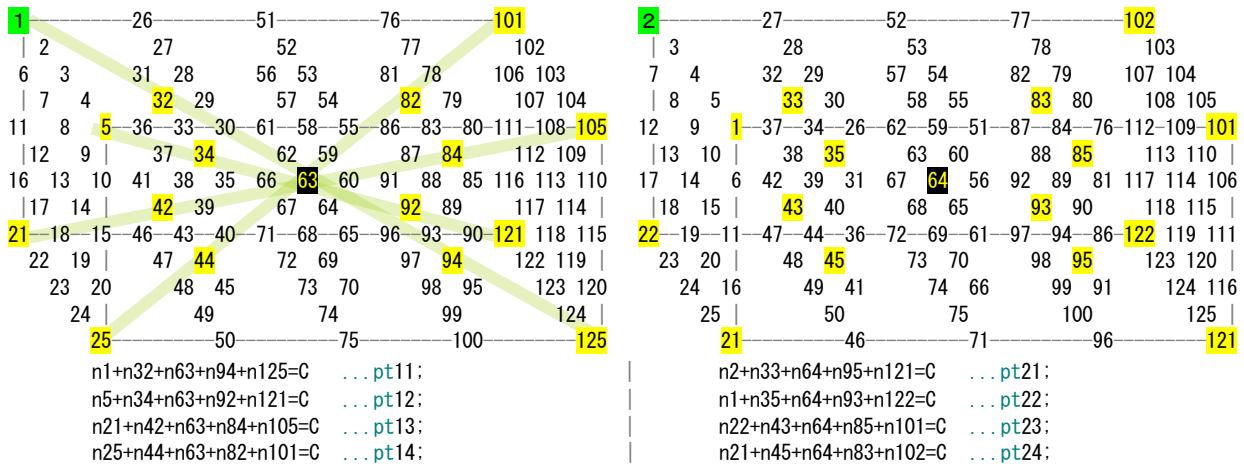 1--------26--------51--------76--------101 2--------27--------52--------77--------102
| 2 27 52 77 102 | 3 28 53 78 103
6 3 31 28 56 53 81 78 106 103 7 4 32 29 57 54 82 79 107 104
| 7 4 32 29 57 54 82 79 107 104 | 8 5 33 30 58 55 83 80 108 105
11 8 5--36--33--30--61--58--55--86--83--80-111-108-105 12 9 1--37--34--26--62--59--51--87--84--76-112-109-101
|12 9 | 37 34 62 59 87 84 112 109 | |13 10 | 38 35 63 60 88 85 113 110 |
16 13 10 41 38 35 66 63 60 91 88 85 116 113 110 17 14 6 42 39 31 67 64 56 92 89 81 117 114 106
|17 14 | 42 39 67 64 92 89 117 114 | |18 15 | 43 40 68 65 93 90 118 115 |
21--18--15--46--43--40--71--68--65--96--93--90-121 118 115 22--19--11--47--44--36--72--69--61--97--94--86-122 119 111
22 19 | 47 44 72 69 97 94 122 119 | 23 20 | 48 45 73 70 98 95 123 120 |
23 20 48 45 73 70 98 95 123 120 24 16 49 41 74 66 99 91 124 116
24 | 49 74 99 124 | 25 | 50 75 100 125 |
25--------50--------75--------100--------125 21--------46--------71--------96--------121
n1+n32+n63+n94+n125=C ...pt11; | n2+n33+n64+n95+n121=C ...pt21;
n5+n34+n63+n92+n121=C ...pt12; | n1+n35+n64+n93+n122=C ...pt22;
n21+n42+n63+n84+n105=C ...pt13; | n22+n43+n64+n85+n101=C ...pt23;
n25+n44+n63+n82+n101=C ...pt14; | n21+n45+n64+n83+n102=C ...pt24;